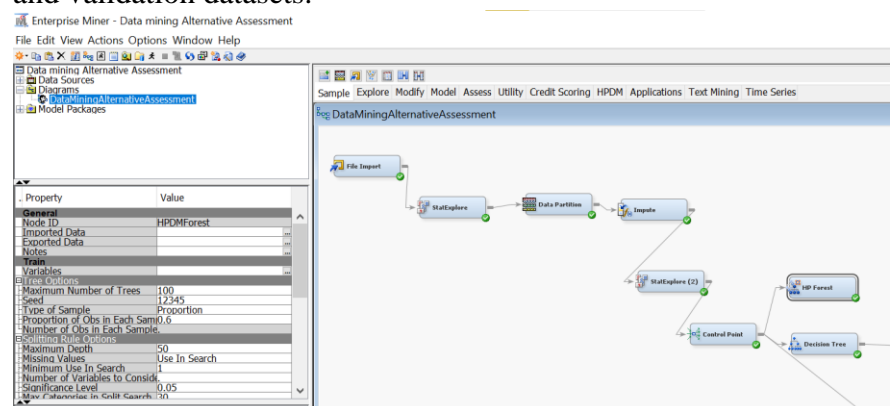 and validation datasets.
Enterprise Miner - Data mining Alternative Assessment
File Edit View Actions Options Window Help
Data mining Alternative Assessment
Data Sources
Diagrams
DataMiningAlternativeAssessment
Model Packages
Sample Explore Modify Model Assess Utility Credit Scoring HPDM Applications Text Mining Time Series
DataMiningAlternativeAssessment
File Import
StatExplore
Data Partition
Impute
StatExplore (2)
HP Forest
Control Point
Decision Tree
. Property Value
General
Node ID HPDMForest
Imported Data ...
Exported Data ...
Notes ...
Train
Variables ...
Tree Options
Maximum Number of Trees 100
Seed 12345
Type of Sample Proportion
Proportion of Obs in Each Sam 0.6
Number of Obs in Each Sample.
Splitting Rule Options
Maximum Depth 50
Missing Values Use In Search
Minimum Use In Search 1
Number of Variables to Consid .
Significance Level 0.05
Max Categories in Split Search 30